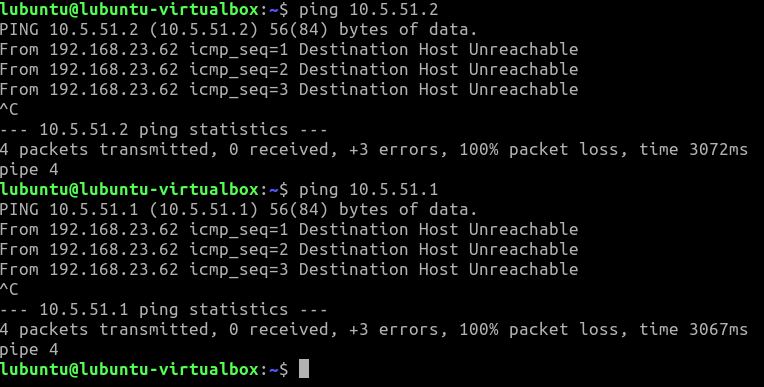 lubuntu@lubuntu-virtualbox:~$ ping 10.5.51.2
PING 10.5.51.2 (10.5.51.2) 56(84) bytes of data.
From 192.168.23.62 icmp_seq=1 Destination Host Unreachable
From 192.168.23.62 icmp_seq=2 Destination Host Unreachable
From 192.168.23.62 icmp_seq=3 Destination Host Unreachable
^C
--- 10.5.51.2 ping statistics ---
4 packets transmitted, 0 received, +3 errors, 100% packet loss, time 3072ms
pipe 4
lubuntu@lubuntu-virtualbox:~$ ping 10.5.51.1
PING 10.5.51.1 (10.5.51.1) 56(84) bytes of data.
From 192.168.23.62 icmp_seq=1 Destination Host Unreachable
From 192.168.23.62 icmp_seq=2 Destination Host Unreachable
From 192.168.23.62 icmp_seq=3 Destination Host Unreachable
^C
--- 10.5.51.1 ping statistics ---
4 packets transmitted, 0 received, +3 errors, 100% packet loss, time 3067ms
pipe 4
lubuntu@lubuntu-virtualbox:~$